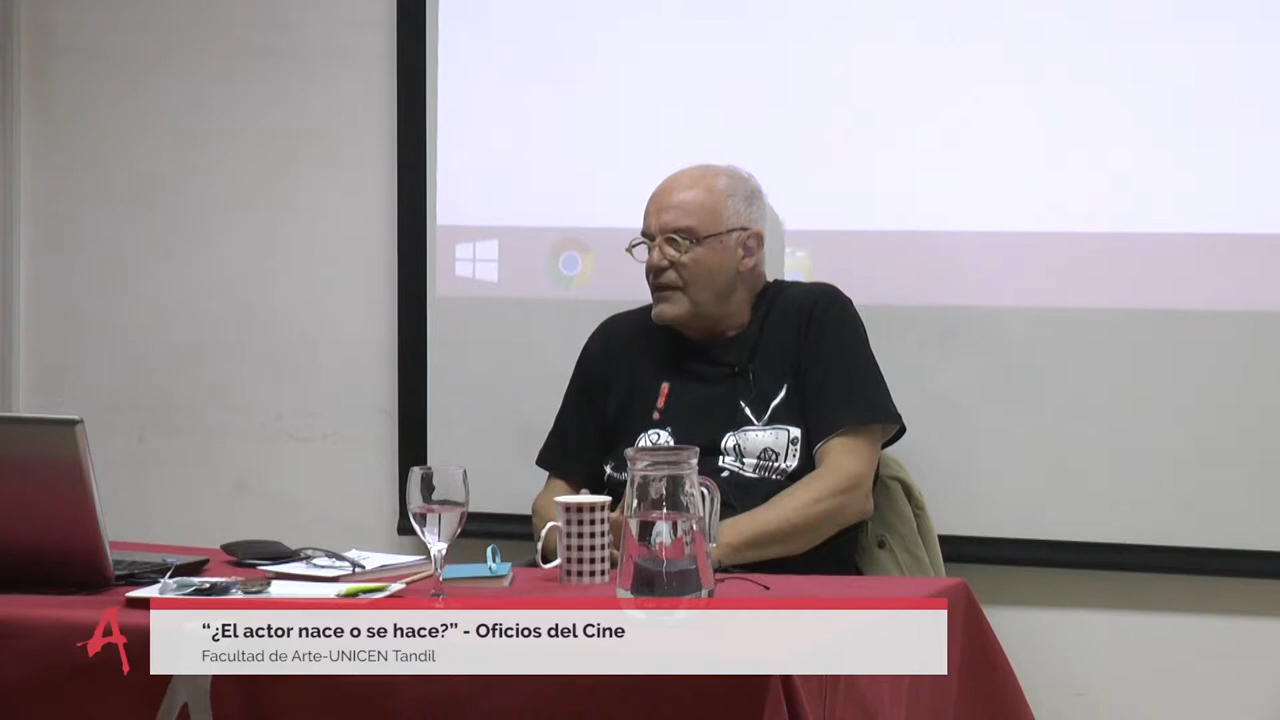 “¿El actor nace o se hace?” - Oficios del Cine
Facultad de Arte-UNICEN Tandil